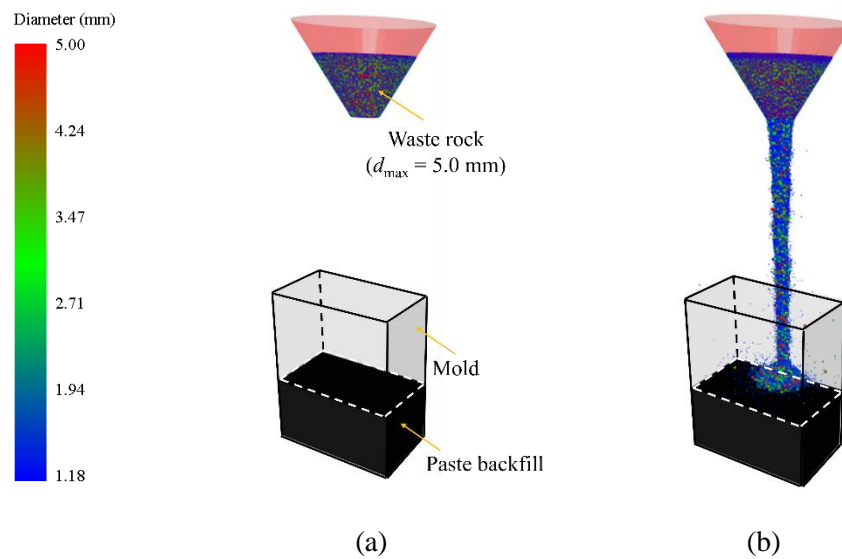 Diameter (mm)
5.00
4.24
3.47
2.71
1.94
1.18
Waste rock
(dmax = 5.0 mm)
Mold
Paste backfill
(a)
(b)